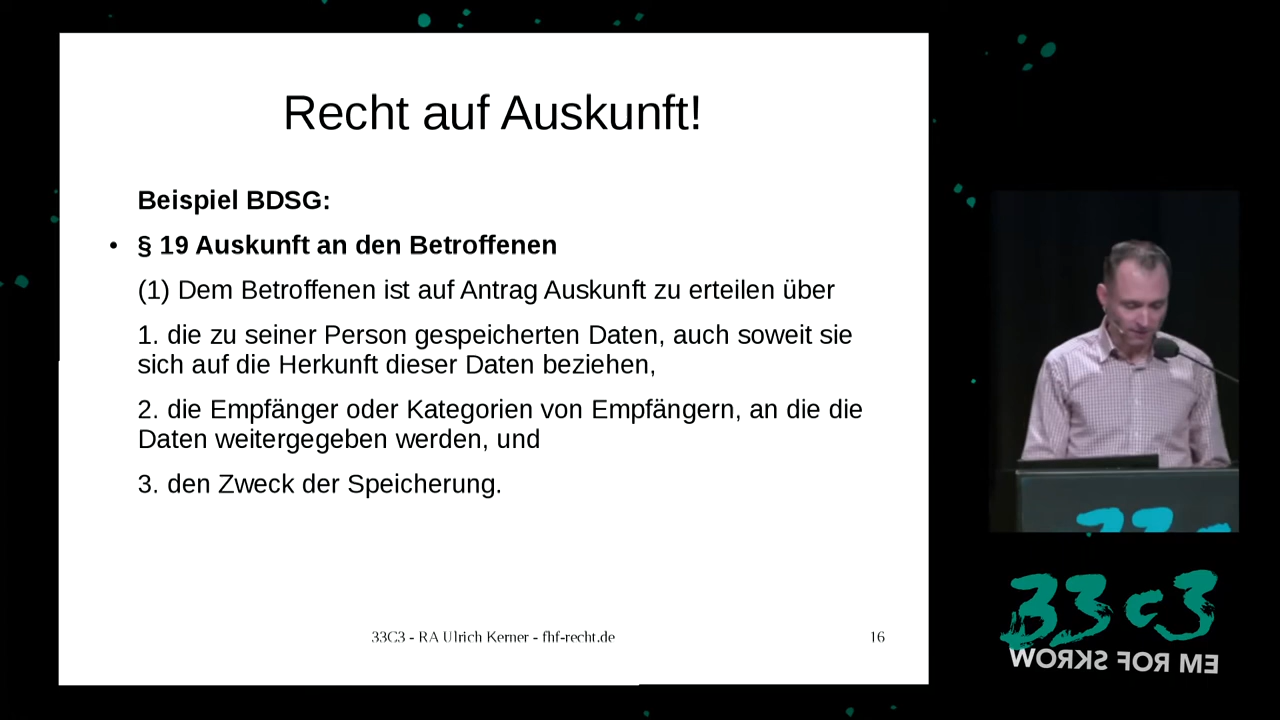 Recht auf Auskunft!
Beispiel BDSG:
• § 19 Auskunft an den Betroffenen
(1) Dem Betroffenen ist auf Antrag Auskunft zu erteilen über
1. die zu seiner Person gespeicherten Daten, auch soweit sie
sich auf die Herkunft dieser Daten beziehen,
2. die Empfänger oder Kategorien von Empfängern, an die die
Daten weitergegeben werden, und
3. den Zweck der Speicherung.
33C3 - RA Ulrich Kerner - fhf-recht.de
16
33c3
WORKS FOR ME